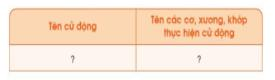 Tên cử động
Tên các cơ, xương, khớp
thực hiện cử động
?
?